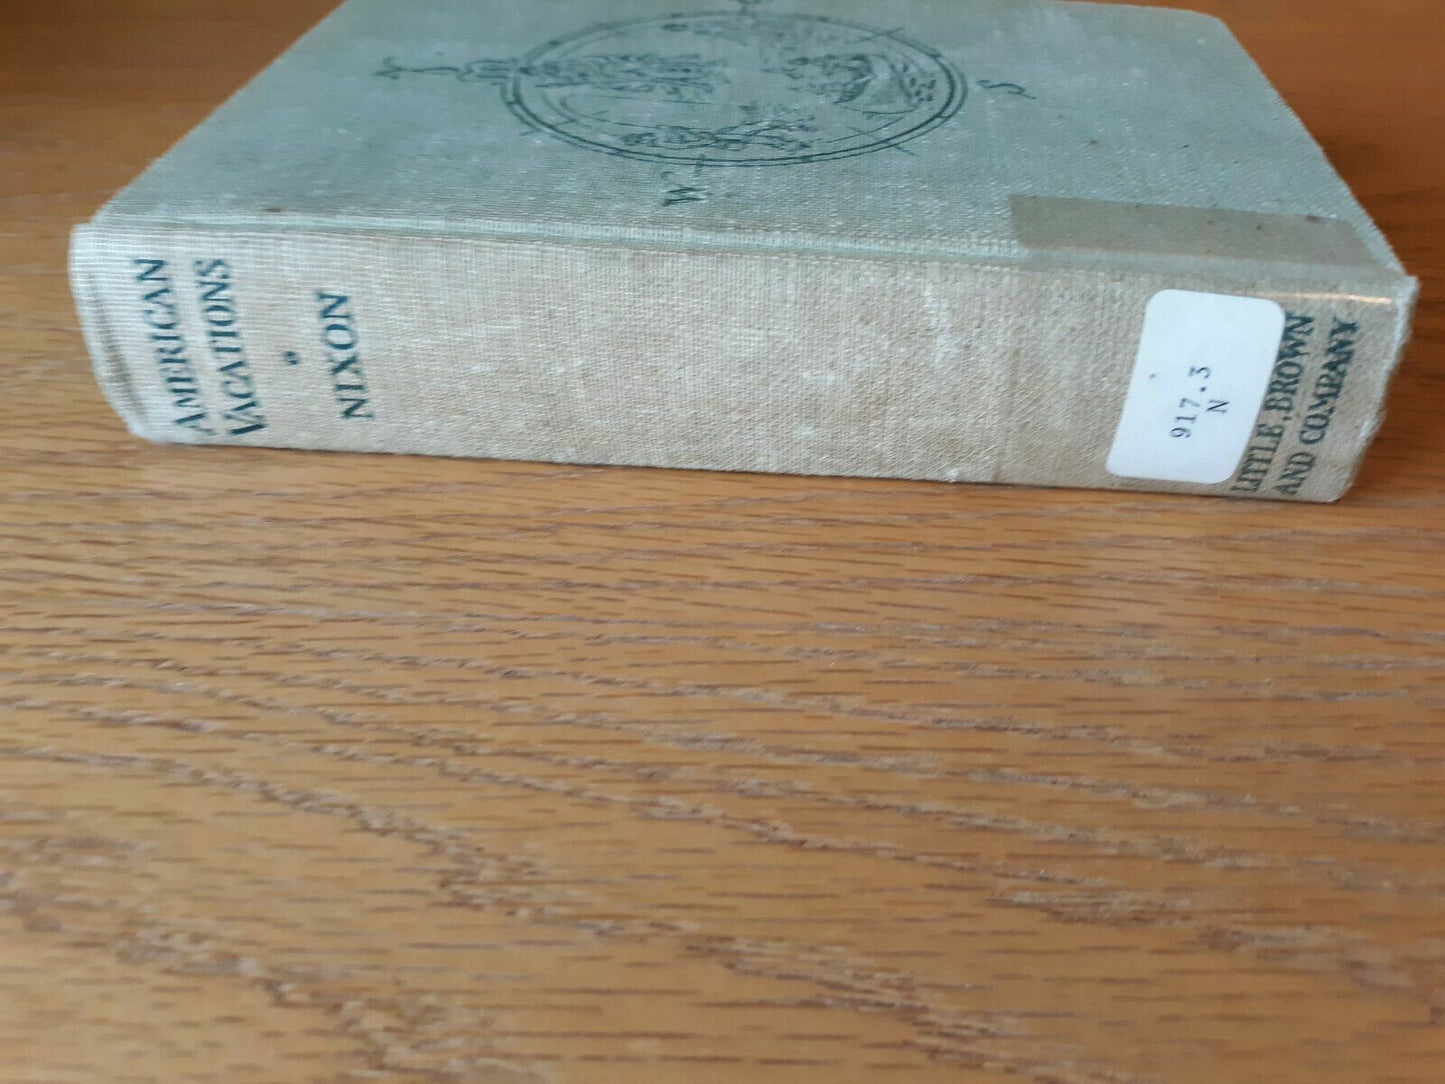 AMERICAN
VACATIONS
NIXON
917.3
N
LITTLE, BROWN
AND COMPANY
W
S